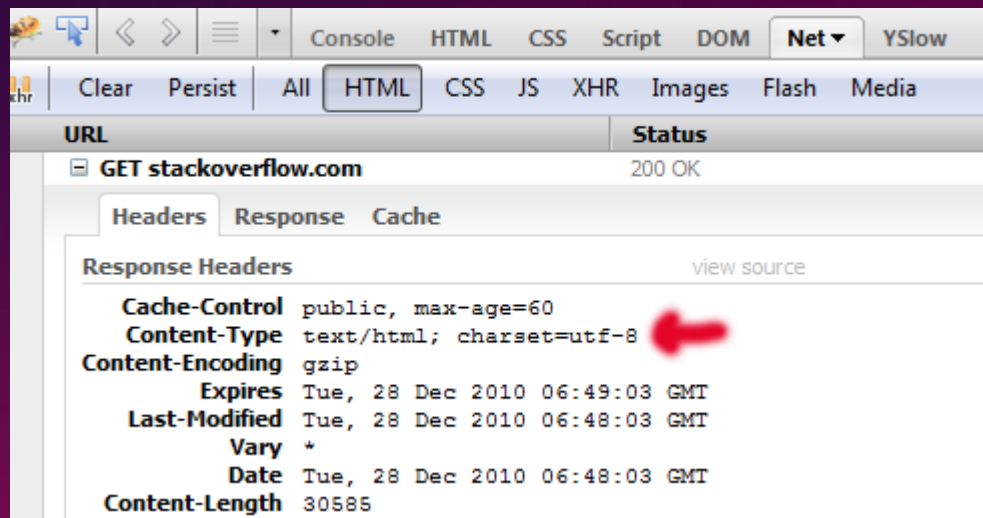 Console HTML CSS Script DOM Net YSlow
xhr Clear Persist All HTML CSS JS XHR Images Flash Media
URL Status
GET stackoverflow.com 200 OK
Headers Response Cache
Response Headers view source
Cache-Control public, max-age=60
Content-Type text/html; charset=utf-8
Content-Encoding gzip
Expires Tue, 28 Dec 2010 06:49:03 GMT
Last-Modified Tue, 28 Dec 2010 06:48:03 GMT
Vary *
Date Tue, 28 Dec 2010 06:48:03 GMT
Content-Length 30585